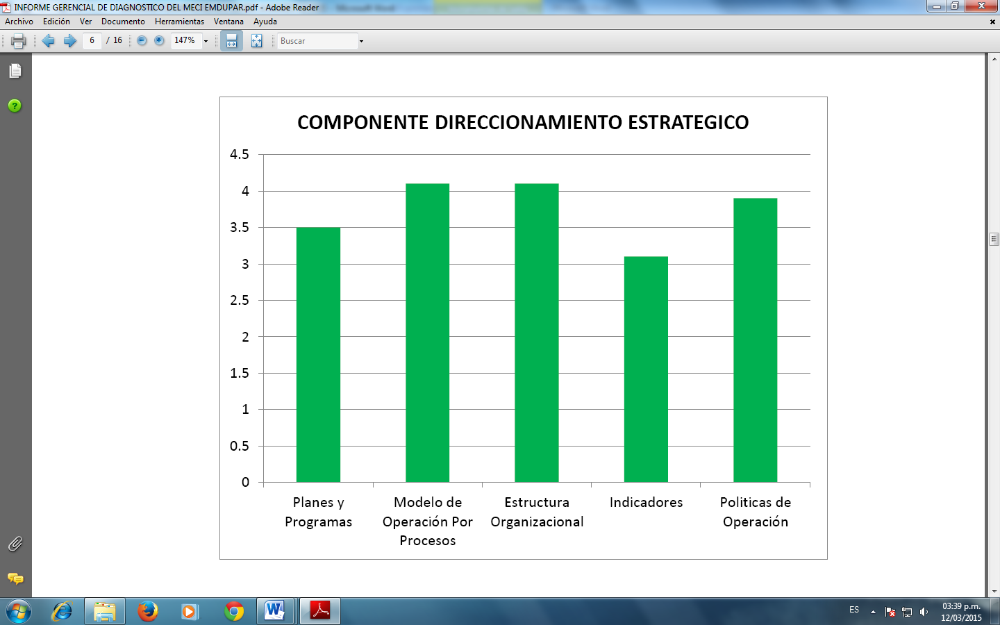 INFORME GERENCIAL DE DIAGNOSTICO DEL MECI EMDUPAR.pdf - Adobe Reader
Archivo Edición Ver Documento Herramientas Ventana Ayuda
6 / 16 147% Buscar
COMPONENTE DIRECCIONAMIENTO ESTRATEGICO
4.5
4
3.5
3
2.5
2
1.5
1
0.5
0
Planes y
Programas
Modelo de
Operación Por
Procesos
Estructura
Organizacional
Indicadores
Politicas de
Operación
ES
03:39 p.m.
12/03/2015